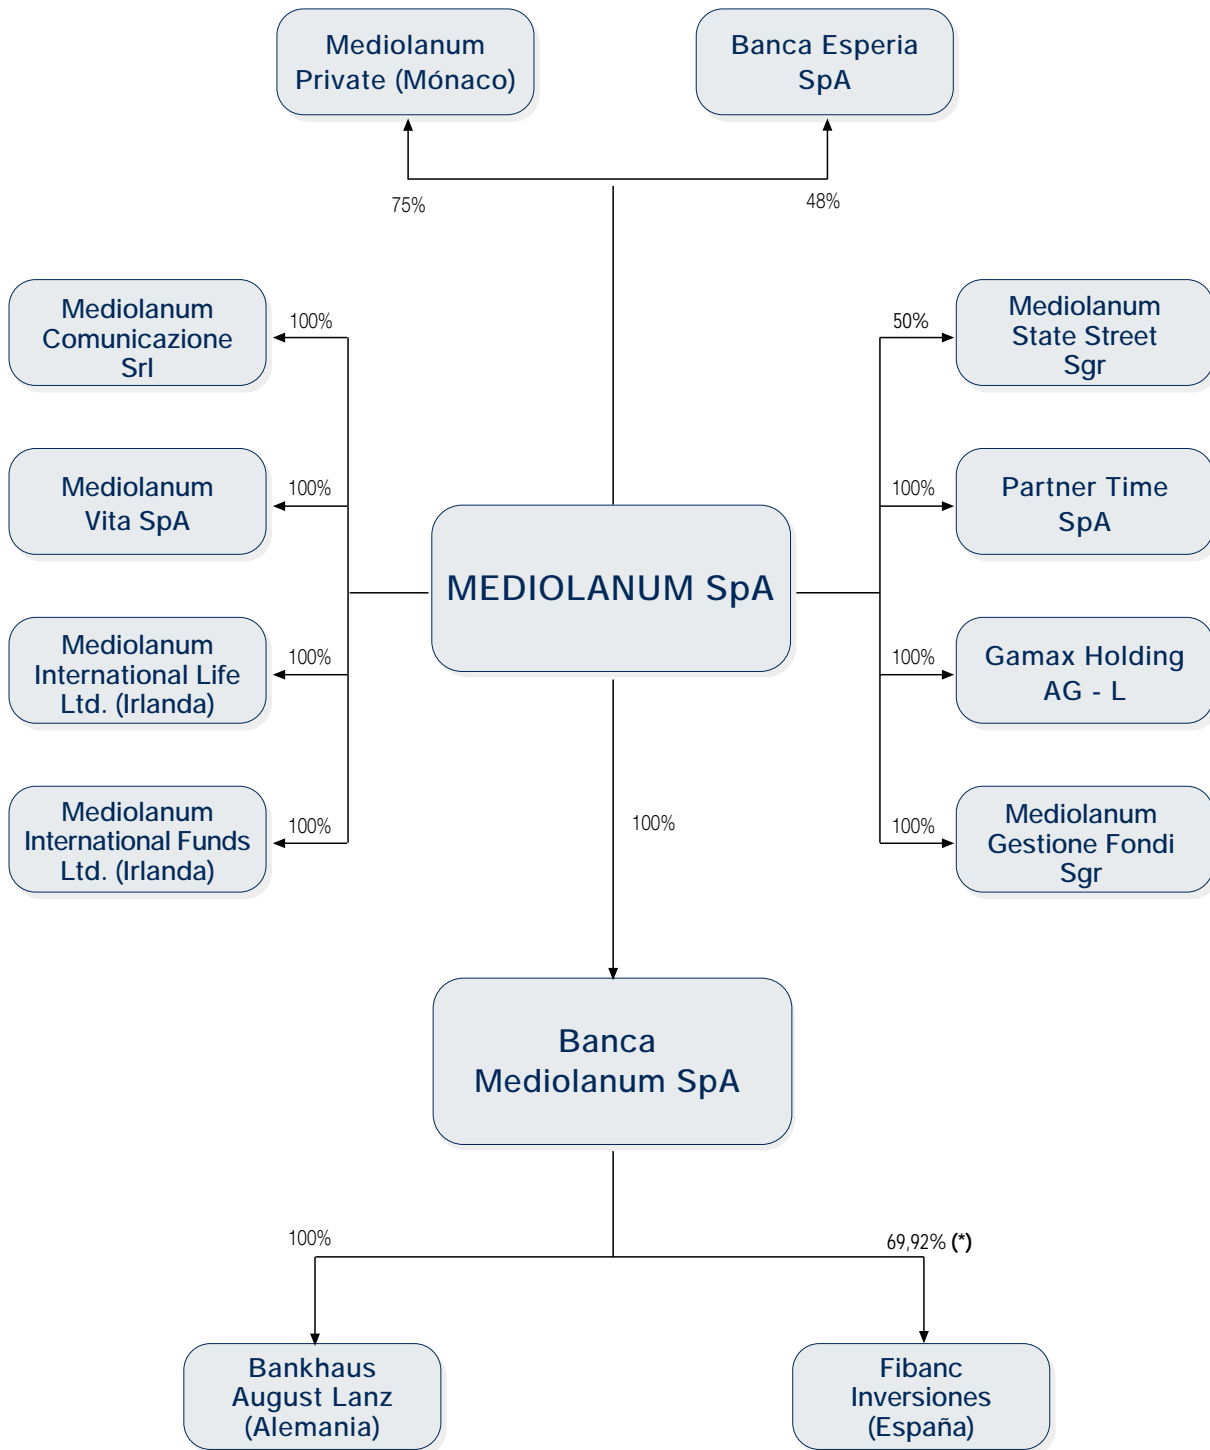 Mediolanum
Private (Mónaco)
Banca Esperia
SpA
75%
48%
Mediolanum
Comunicazione
Srl
100%
50%
Mediolanum
State Street
Sgr
Mediolanum
Vita SpA
100%
100%
Partner Time
SpA
MEDIOLANUM SpA
Mediolanum
International Life
Ltd. (Irlanda)
100%
100%
Gamax Holding
AG - L
Mediolanum
International Funds
Ltd. (Irlanda)
100%
100%
100%
Mediolanum
Gestione Fondi
Sgr
Banca
Mediolanum SpA
100%
69,92% (*)
Bankhaus
August Lanz
(Alemania)
Fibanc
Inversiones
(España)